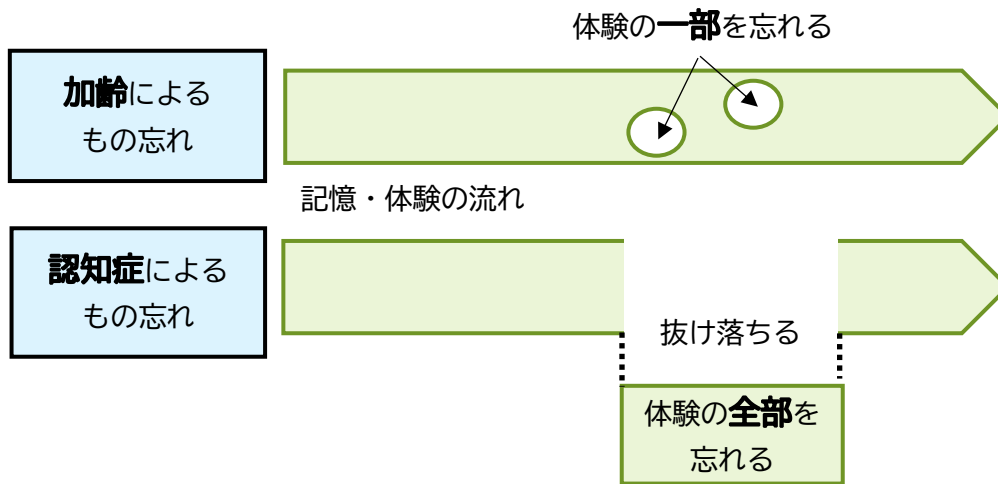 体験の一部を忘れる
加齢による
もの忘れ
記憶・体験の流れ
認知症による
もの忘れ
抜け落ちる
体験の全部を
忘れる